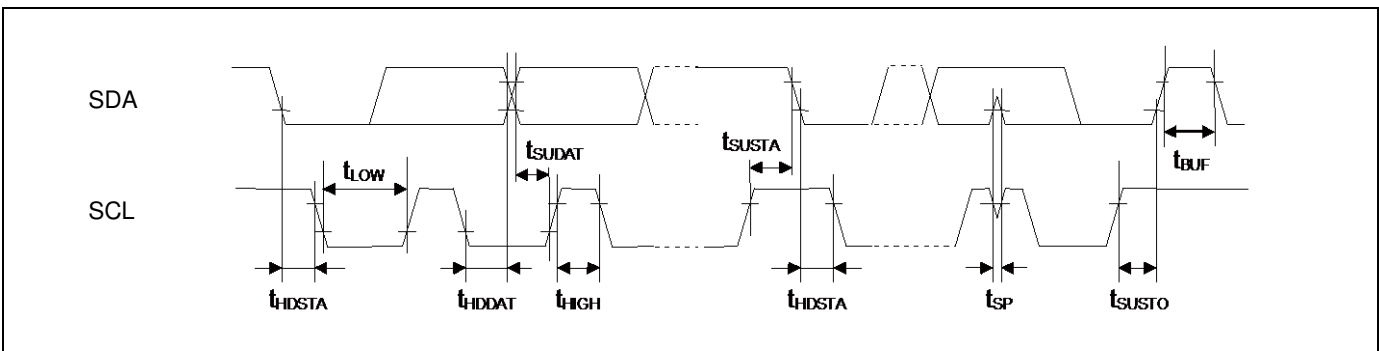 SDA
tSUDAT
tSUSTA
tBUF
tLOW
SCL
tHDSTA
tHDDAT
tHIGH
tHDSTA
tSP
tSUSTO